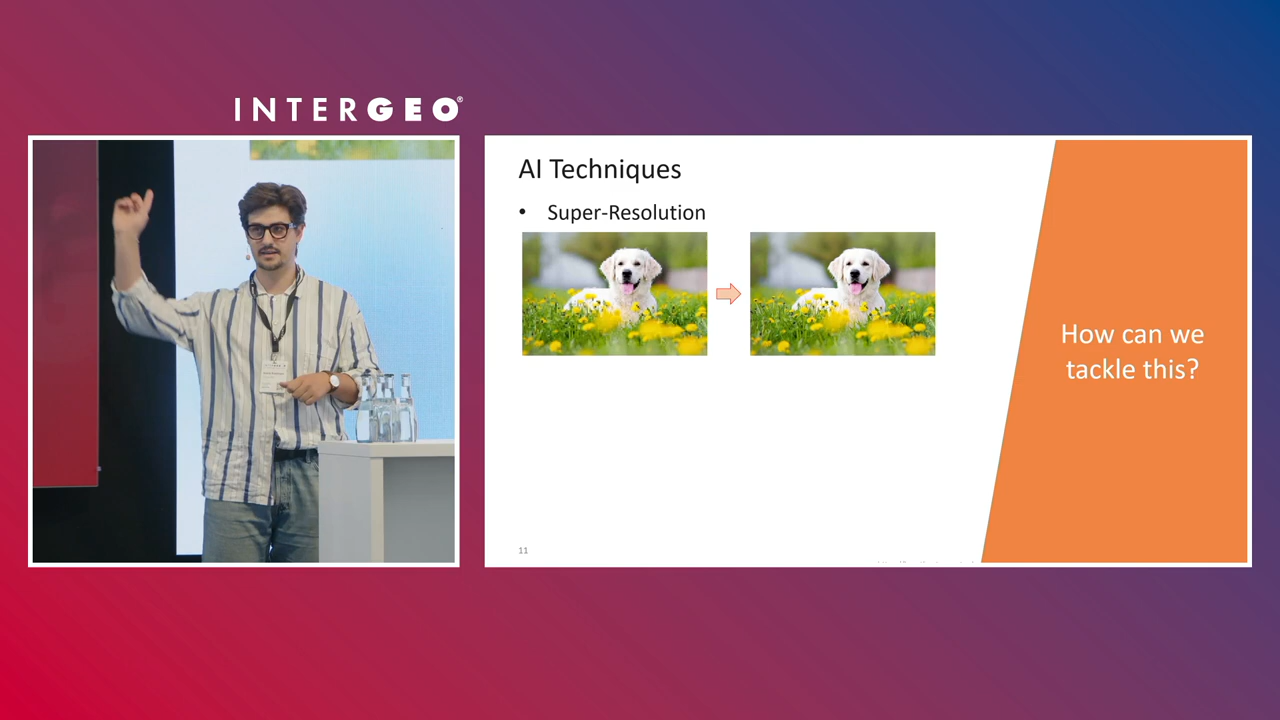 INTERGEO®
AI Techniques
• Super-Resolution
How can we
tackle this?
11